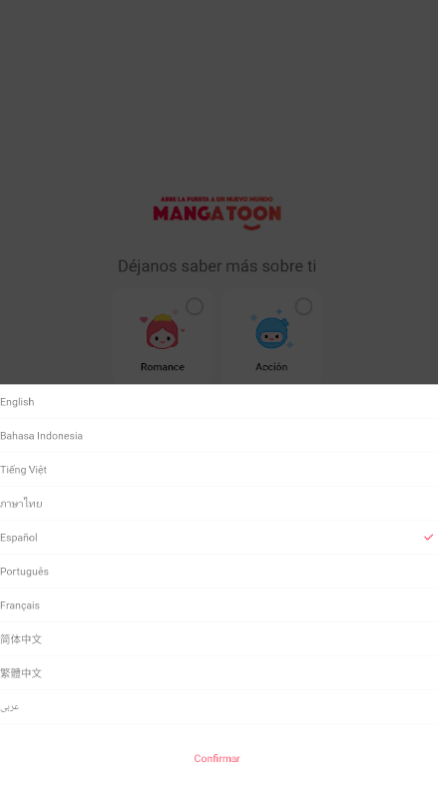 ABRE LA PUERTA A UN NUEVO MUNDO
MANGATOON
Déjanos saber más sobre ti
Romance
Acción
English
Bahasa Indonesia
Tiếng Việt
ภาษาไทย
Español
Português
Français
简体中文
繁體中文
عربى
Confirmar